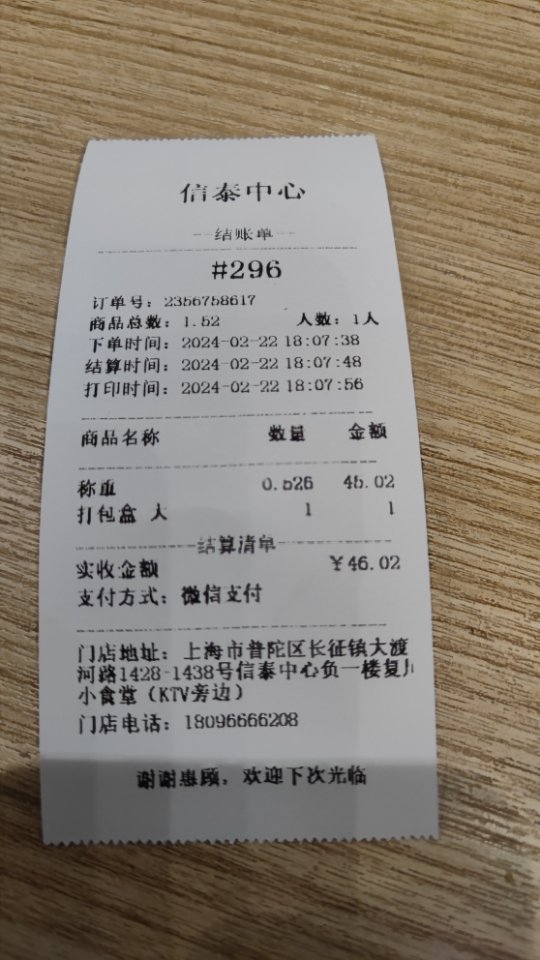 信泰中心
结账单
#296
订单号：2356758617
商品总数：1.52 人数：1人
下单时间：2024-02-22 18:07:38
结算时间：2024-02-22 18:07:48
打印时间：2024-02-22 18:07:56
商品名称 数量 金额
称重 0.526 45.02
打包盒 大 1 1
结算清单
实收金额 ￥46.02
支付方式：微信支付
门店地址：上海市普陀区长征镇大渡
河路1428-1438号信泰中心负一楼复
小食堂（KTV旁边）
门店电话：18096666208
谢谢惠顾，欢迎下次光临